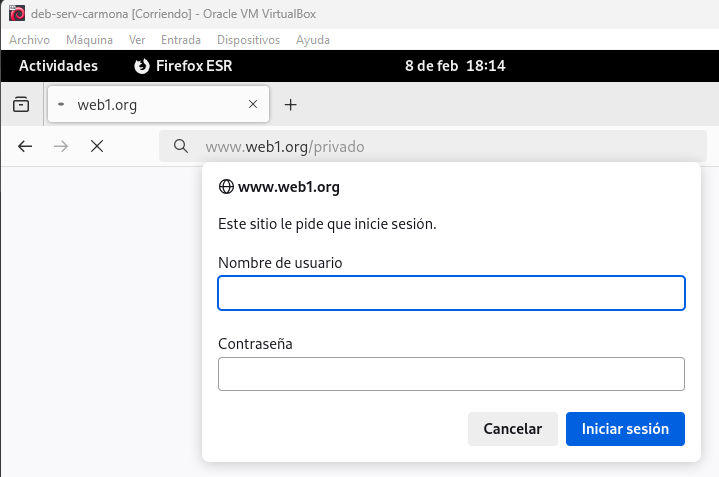 deb-serv-carmona [Corriendo] - Oracle VM VirtualBox
Archivo Máquina Ver Entrada Dispositivos Ayuda
Actividades Firefox ESR 8 de feb 18:14
web1.org
www.web1.org/privado
www.web1.org
Este sitio le pide que inicie sesión.
Nombre de usuario
Contraseña
Cancelar Iniciar sesión